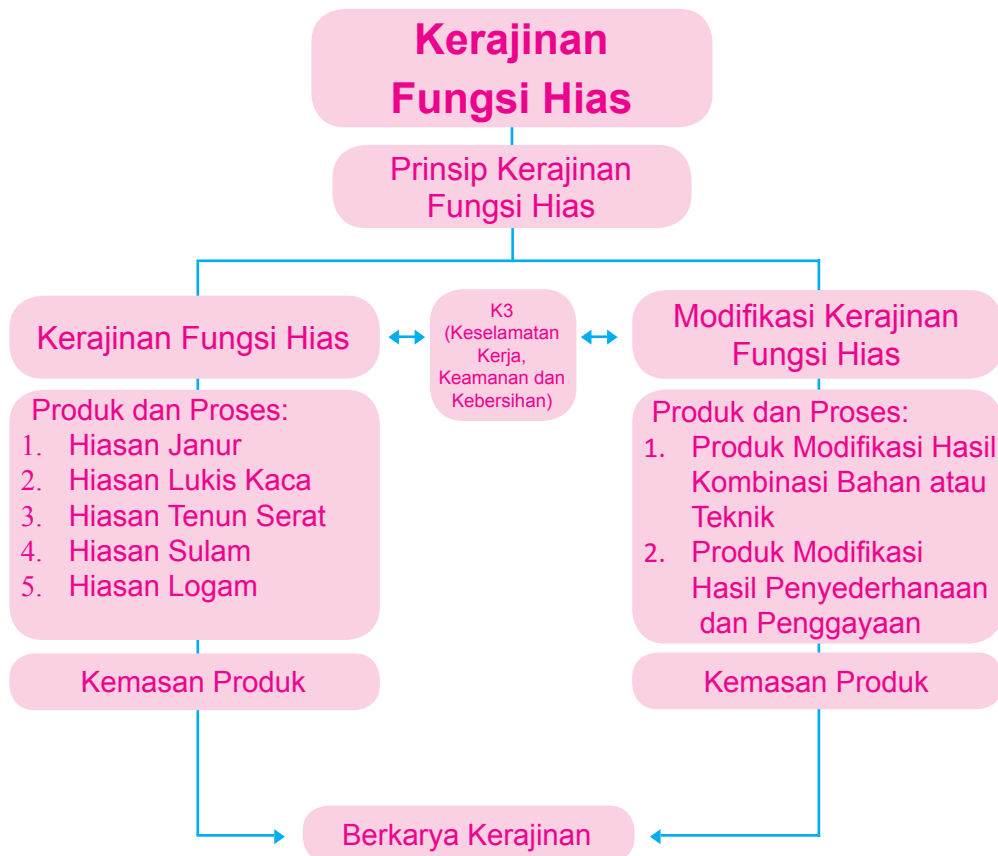 Kerajinan
Fungsi Hias
Prinsip Kerajinan
Fungsi Hias
Kerajinan Fungsi Hias
K3
(Keselamatan
Kerja,
Keamanan dan
Kebersihan)
Modifikasi Kerajinan
Fungsi Hias
Produk dan Proses:
1. Hiasan Janur
2. Hiasan Lukis Kaca
3. Hiasan Tenun Serat
4. Hiasan Sulam
5. Hiasan Logam
Produk dan Proses:
1. Produk Modifikasi Hasil
Kombinasi Bahan atau
Teknik
2. Produk Modifikasi
Hasil Penyederhanaan
dan Penggayaan
Kemasan Produk
Kemasan Produk
Berkarya Kerajinan